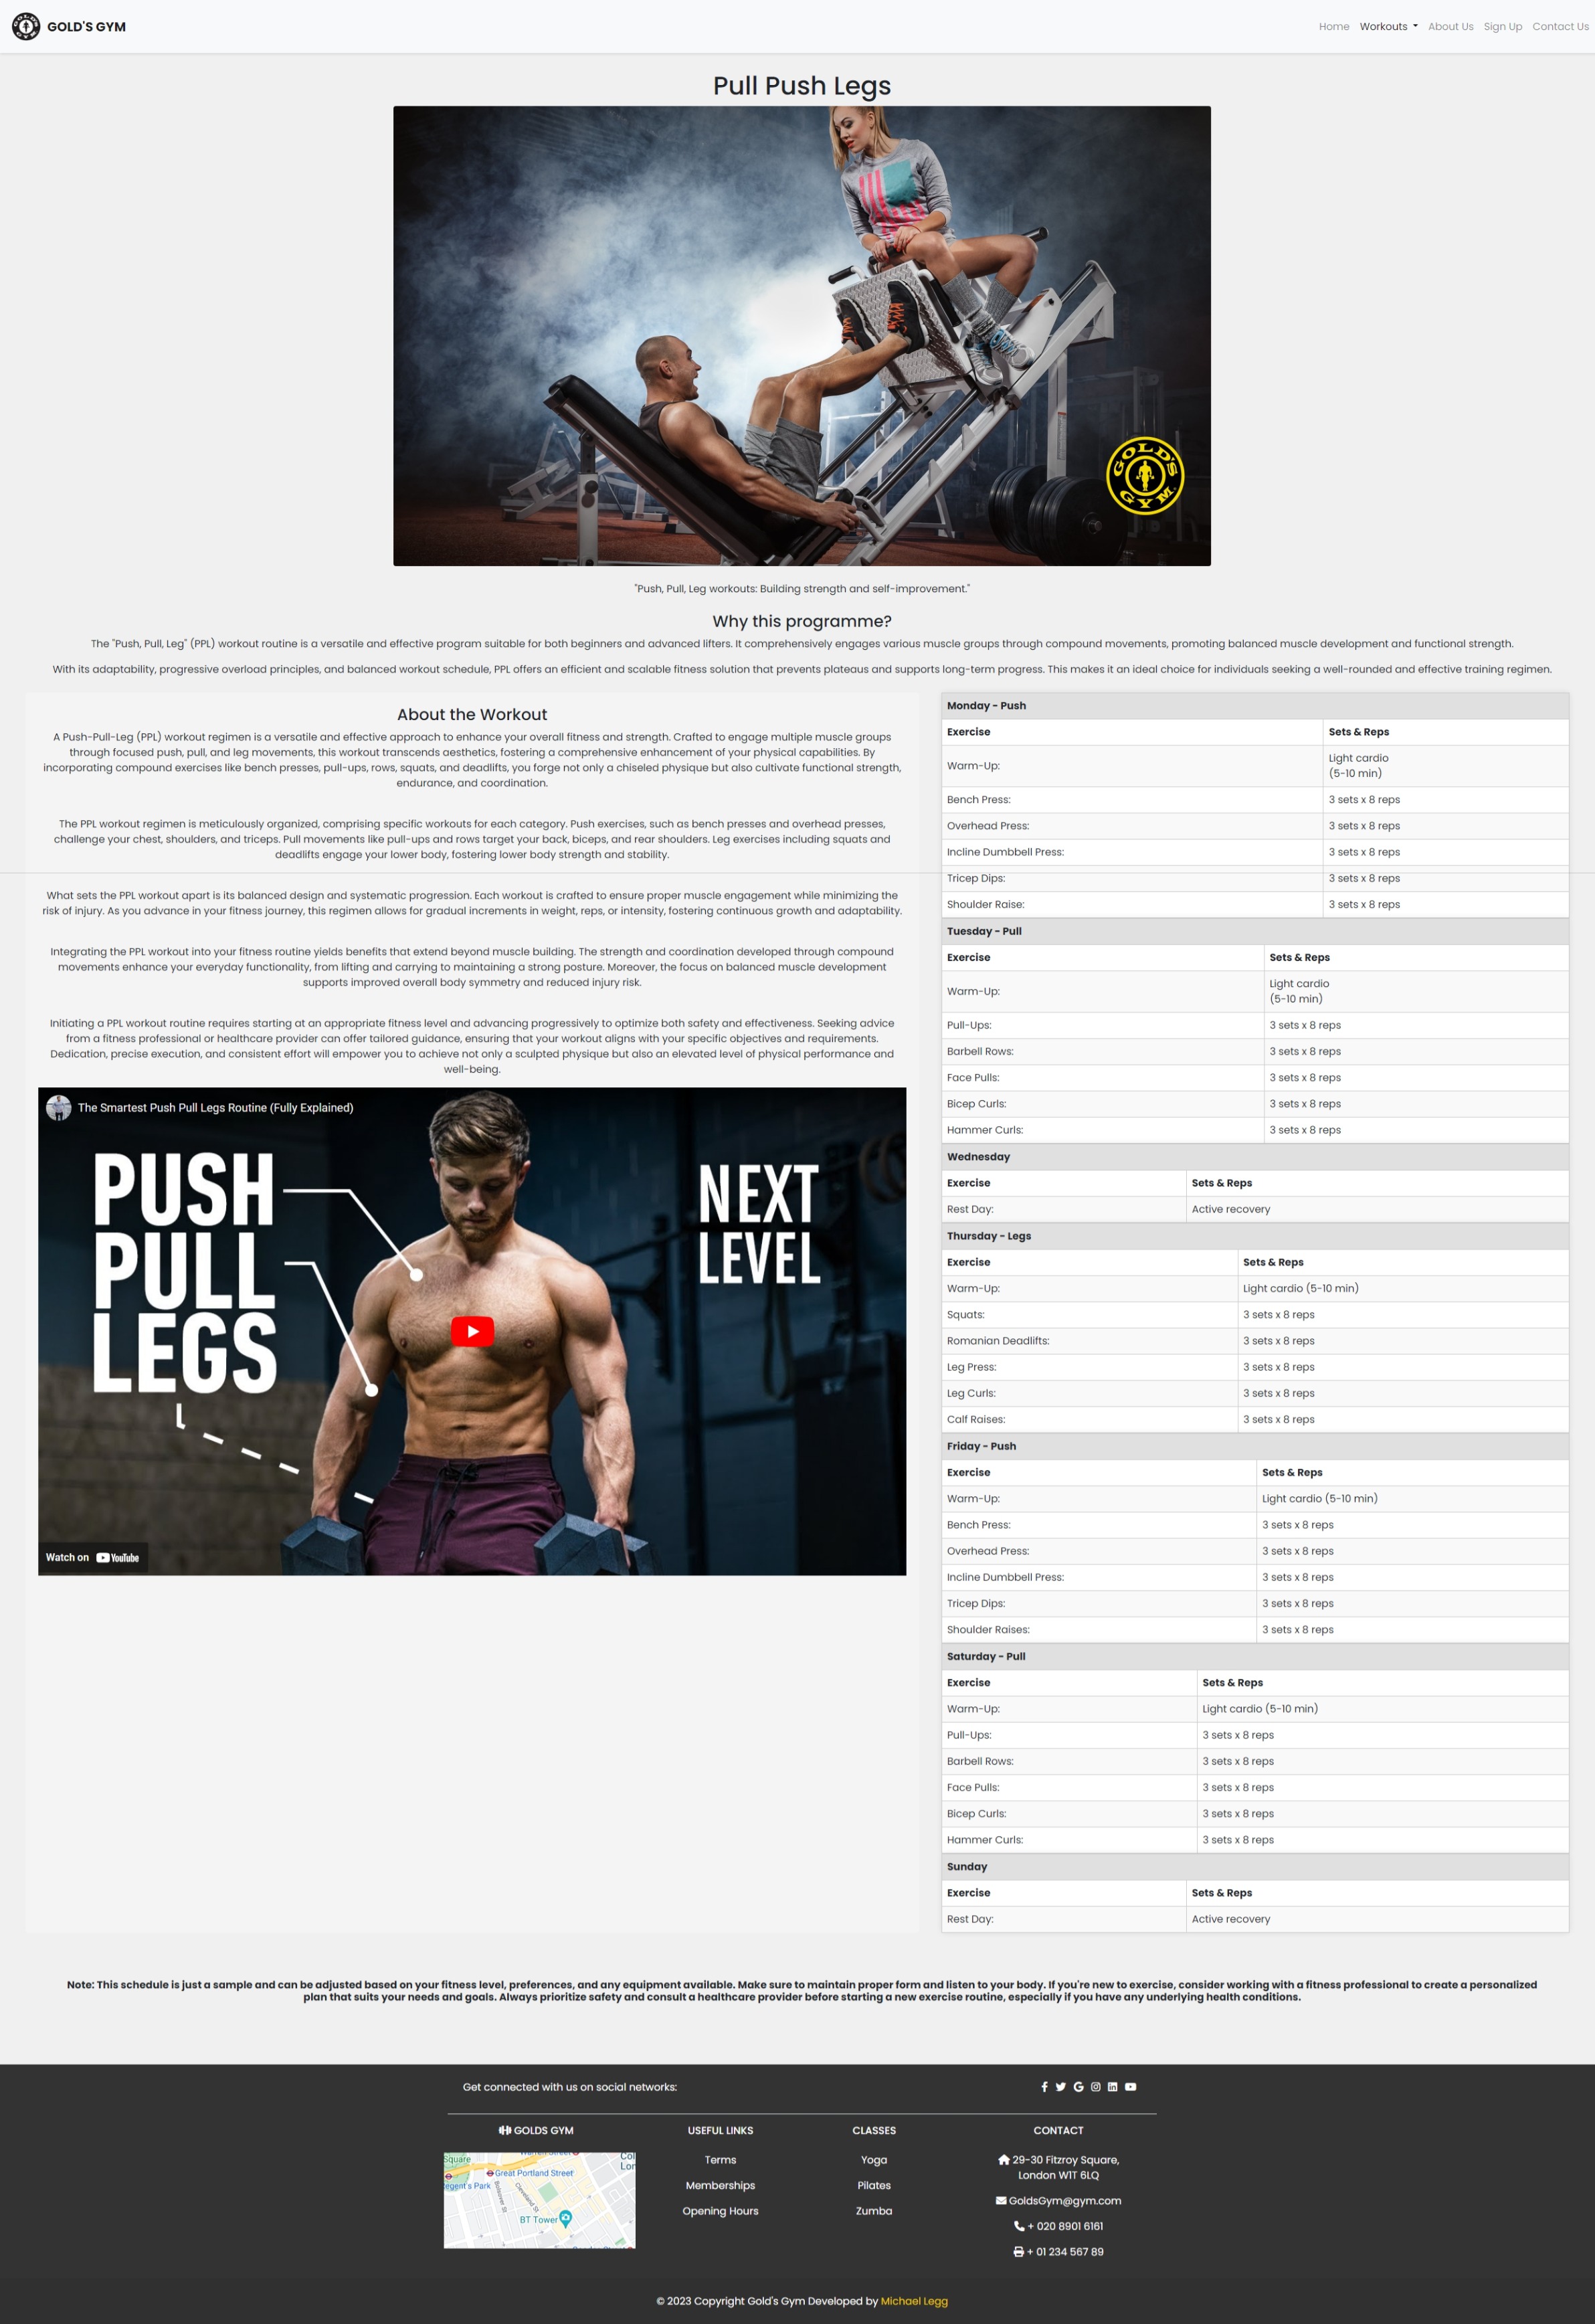 GOLD'S GYM
Home Workouts About Us Sign Up Contact Us
Pull Push Legs
GOLD'S GYM
"Push, Pull, Leg workouts: Building strength and self-improvement."
Why this programme?
The "Push, Pull, Leg" (PPL) workout routine is a versatile and effective program suitable for both beginners and advanced lifters. It comprehensively engages various muscle groups through compound movements, promoting balanced muscle development and functional strength.
With its adaptability, progressive overload principles, and balanced workout schedule, PPL offers an efficient and scalable fitness solution that prevents plateaus and supports long-term progress. This makes it an ideal choice for individuals seeking a well-rounded and effective training regimen.
About the Workout
A Push-Pull-Leg (PPL) workout regimen is a versatile and effective approach to enhance your overall fitness and strength. Crafted to engage multiple muscle groups
through focused push, pull, and leg movements, this workout transcends aesthetics, fostering a comprehensive enhancement of your physical capabilities. By
incorporating compound exercises like bench presses, pull-ups, rows, squats, and deadlifts, you forge not only a chiseled physique but also cultivate functional strength,
endurance, and coordination.
The PPL workout regimen is meticulously organized, comprising specific workouts for each category. Push exercises, such as bench presses and overhead presses,
challenge your chest, shoulders, and triceps. Pull movements like pull-ups and rows target your back, biceps, and rear shoulders. Leg exercises including squats and
deadlifts engage your lower body, fostering lower body strength and stability.
What sets the PPL workout apart is its balanced design and systematic progression. Each workout is crafted to ensure proper muscle engagement while minimizing the
risk of injury. As you advance in your fitness journey, this regimen allows for gradual increments in weight, reps, or intensity, fostering continuous growth and adaptability.
Integrating the PPL workout into your fitness routine yields benefits that extend beyond muscle building. The strength and coordination developed through compound
movements enhance your everyday functionality, from lifting and carrying to maintaining a strong posture. Moreover, the focus on balanced muscle development
supports improved overall body symmetry and reduced injury risk.
Initiating a PPL workout routine requires starting at an appropriate fitness level and advancing progressively to optimize both safety and effectiveness. Seeking advice
from a fitness professional or healthcare provider can offer tailored guidance, ensuring that your workout aligns with your specific objectives and requirements.
Dedication, precise execution, and consistent effort will empower you to achieve not only a sculpted physique but also an elevated level of physical performance and
well-being.
The Smartest Push Pull Legs Routine (Fully Explained)
PUSH
PULL
LEGS
NEXT
LEVEL
Watch on YouTube
Monday - Push
Exercise Sets & Reps
Warm-Up: Light cardio
(5-10 min)
Bench Press: 3 sets x 8 reps
Overhead Press: 3 sets x 8 reps
Incline Dumbbell Press: 3 sets x 8 reps
Tricep Dips: 3 sets x 8 reps
Shoulder Raise: 3 sets x 8 reps
Tuesday - Pull
Exercise Sets & Reps
Warm-Up: Light cardio
(5-10 min)
Pull-Ups: 3 sets x 8 reps
Barbell Rows: 3 sets x 8 reps
Face Pulls: 3 sets x 8 reps
Bicep Curls: 3 sets x 8 reps
Hammer Curls: 3 sets x 8 reps
Wednesday
Exercise Sets & Reps
Rest Day: Active recovery
Thursday - Legs
Exercise Sets & Reps
Warm-Up: Light cardio (5-10 min)
Squats: 3 sets x 8 reps
Romanian Deadlifts: 3 sets x 8 reps
Leg Press: 3 sets x 8 reps
Leg Curls: 3 sets x 8 reps
Calf Raises: 3 sets x 8 reps
Friday - Push
Exercise Sets & Reps
Warm-Up: Light cardio (5-10 min)
Bench Press: 3 sets x 8 reps
Overhead Press: 3 sets x 8 reps
Incline Dumbbell Press: 3 sets x 8 reps
Tricep Dips: 3 sets x 8 reps
Shoulder Raises: 3 sets x 8 reps
Saturday - Pull
Exercise Sets & Reps
Warm-Up: Light cardio (5-10 min)
Pull-Ups: 3 sets x 8 reps
Barbell Rows: 3 sets x 8 reps
Face Pulls: 3 sets x 8 reps
Bicep Curls: 3 sets x 8 reps
Hammer Curls: 3 sets x 8 reps
Sunday
Exercise Sets & Reps
Rest Day: Active recovery
Note: This schedule is just a sample and can be adjusted based on your fitness level, preferences, and any equipment available. Make sure to maintain proper form and listen to your body. If you're new to exercise, consider working with a fitness professional to create a personalized
plan that suits your needs and goals. Always prioritize safety and consult a healthcare provider before starting a new exercise routine, especially if you have any underlying health conditions.
Get connected with us on social networks:
GOLDS GYM
Square
Great Portland Street
egent's Park
Cleveland St
BT Tower
USEFUL LINKS
Terms
Memberships
Opening Hours
CLASSES
Yoga
Pilates
Zumba
CONTACT
29-30 Fitzroy Square,
London W1T 6LQ
GoldsGym@gym.com
+ 020 8901 6161
+ 01 234 567 89
© 2023 Copyright Gold's Gym Developed by Michael Legg